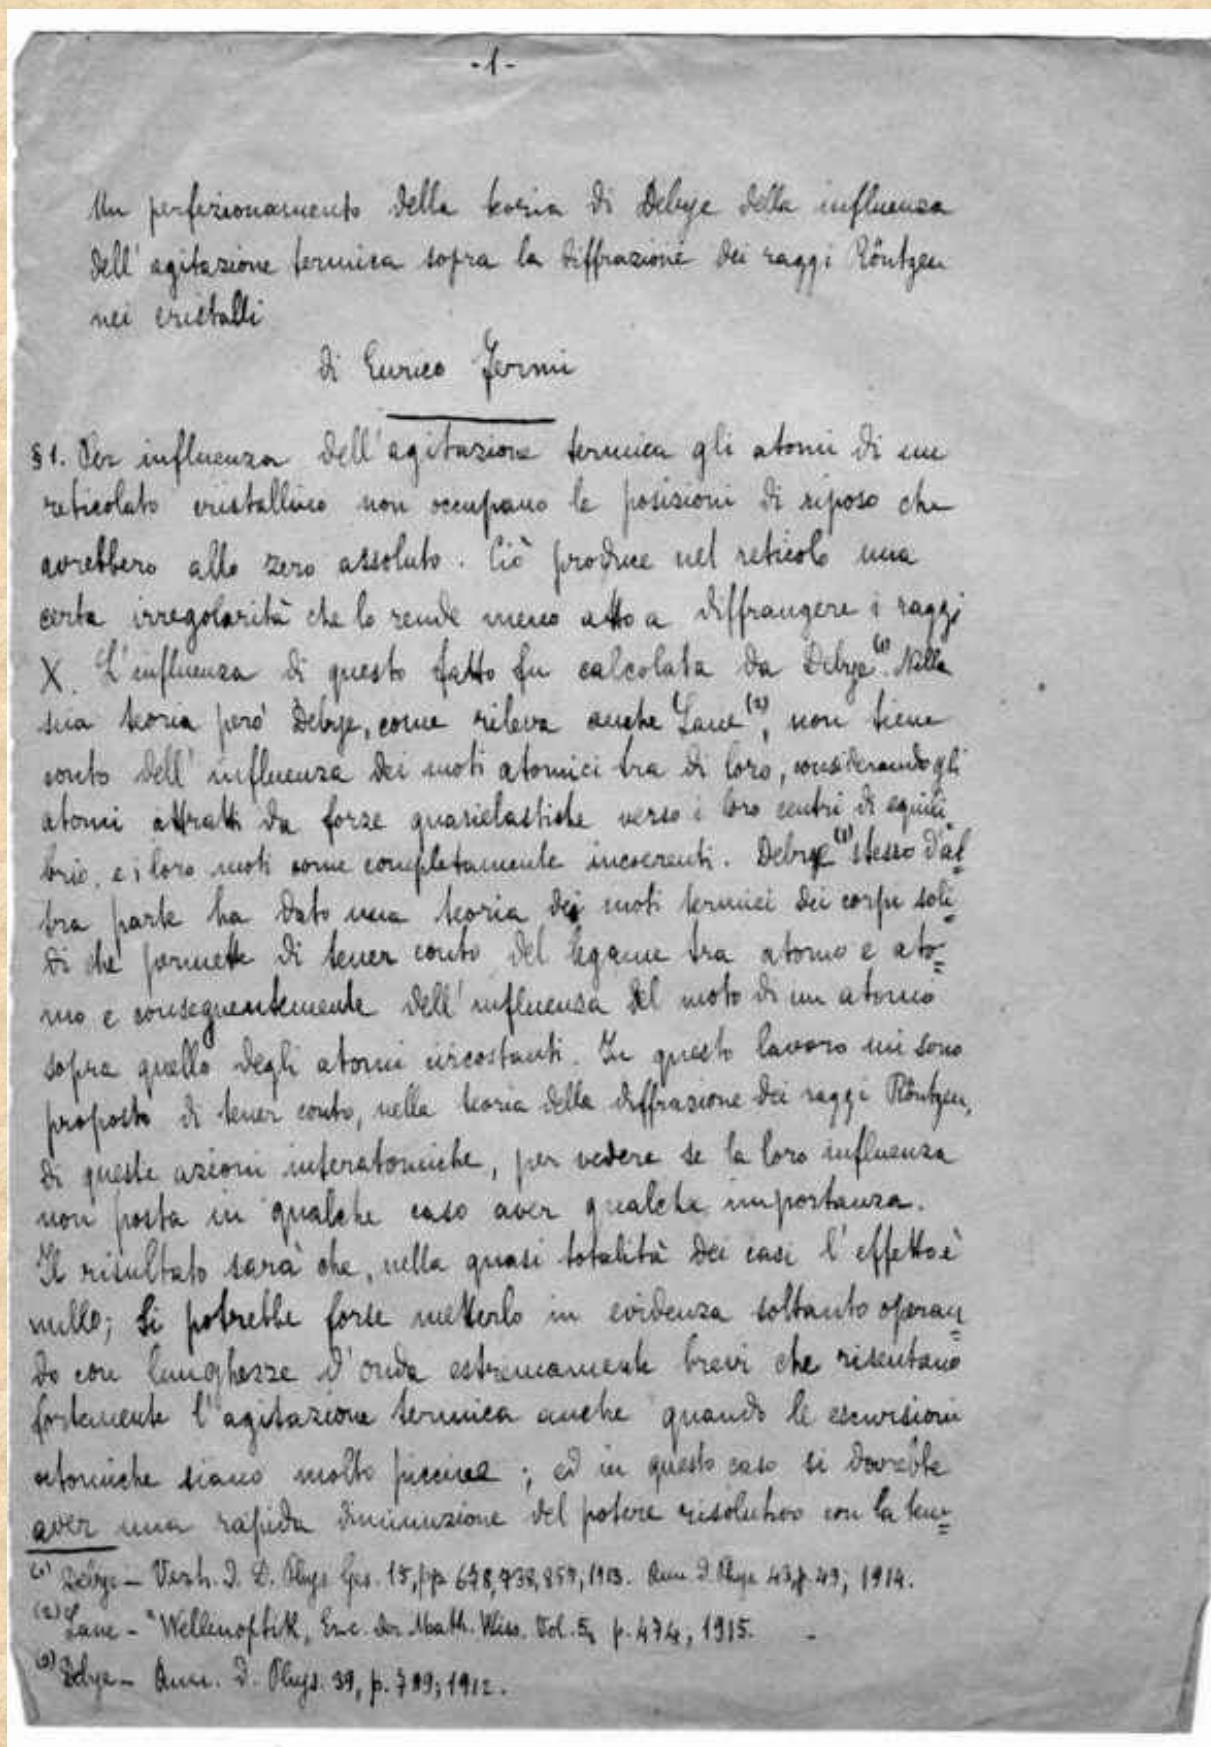 -1-
Un perfezionamento della teoria di Debye della influenza
dell'agitazione termica sopra la diffrazione dei raggi Röntgen
nei cristalli
di Enrico Fermi
§1. Per influenza dell'agitazione termica gli atomi di un
reticolato cristallino non occupano le posizioni di riposo che
avrebbero allo zero assoluto. Ciò produce nel reticolo una
certa irregolarità che lo rende meno atto a diffrangere i raggi
X. L'influenza di questo fatto fu calcolata da Debye (1). Nella
sua teoria però Debye, come rileva anche Laue (2), non tiene
conto dell'influenza dei moti atomici tra di loro, considerando gli
atomi attratti da forze quasielastiche verso i loro centri di equili=
brio, e i loro moti come completamente incoerenti. Debye (3) stesso d'al=
tra parte ha dato una teoria dei moti termici dei corpi soli=
di che permette di tener conto del legame tra atomo e ato=
mo e conseguentemente dell'influenza del moto di un atomo
sopra quello degli atomi circostanti. In questo lavoro mi sono
proposto di tener conto, nella teoria della diffrazione dei raggi Röntgen,
di queste azioni interatomiche, per vedere se la loro influenza
non possa in qualche caso aver qualche importanza.
Il risultato sarà che, nella quasi totalità dei casi l'effetto è
nullo; Si potrebbe forse metterlo in evidenza soltanto operan=
do con lunghezze d'onda estremamente brevi che risentano
fortemente l'agitazione termica anche quando le escursioni
atomiche siano molto piccine; ed in questo caso si dovrebbe
aver una rapida diminuzione del potere risolutivo con la tem=
(1) Debye - Verh. D. D. Phys. Ges. 15, pp. 678, 738, 857, 1913. Ann. d. Phys. 43, p. 49; 1914.
(2) Laue - "Wellenoptik, Enc. der Math. Wiss. Vol. 5, p. 474, 1915.
(3) Debye - Ann. d. Phys. 39, p. 789; 1912.